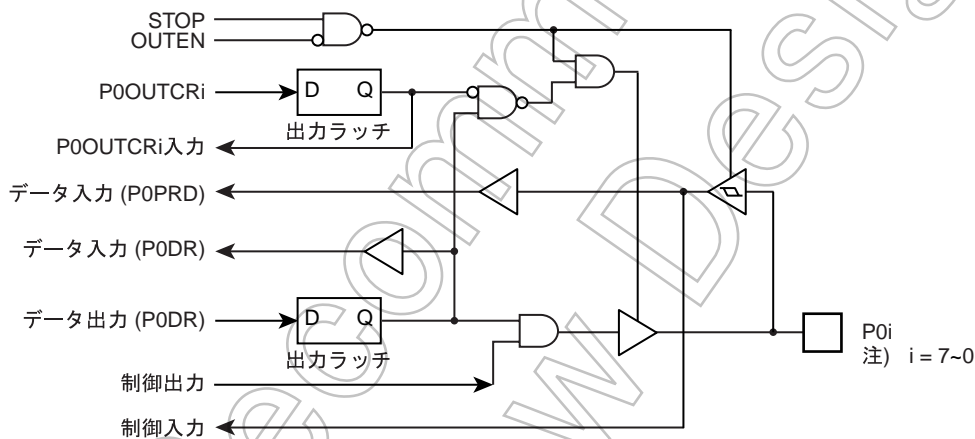 STOP
OUTEN
P0OUTCRi
D Q
出力ラッチ
P0OUTCRi入力
データ入力 (P0PRD)
データ入力 (P0DR)
データ出力 (P0DR)
D Q
出力ラッチ
制御出力
制御入力
P0i
注) i = 7~0